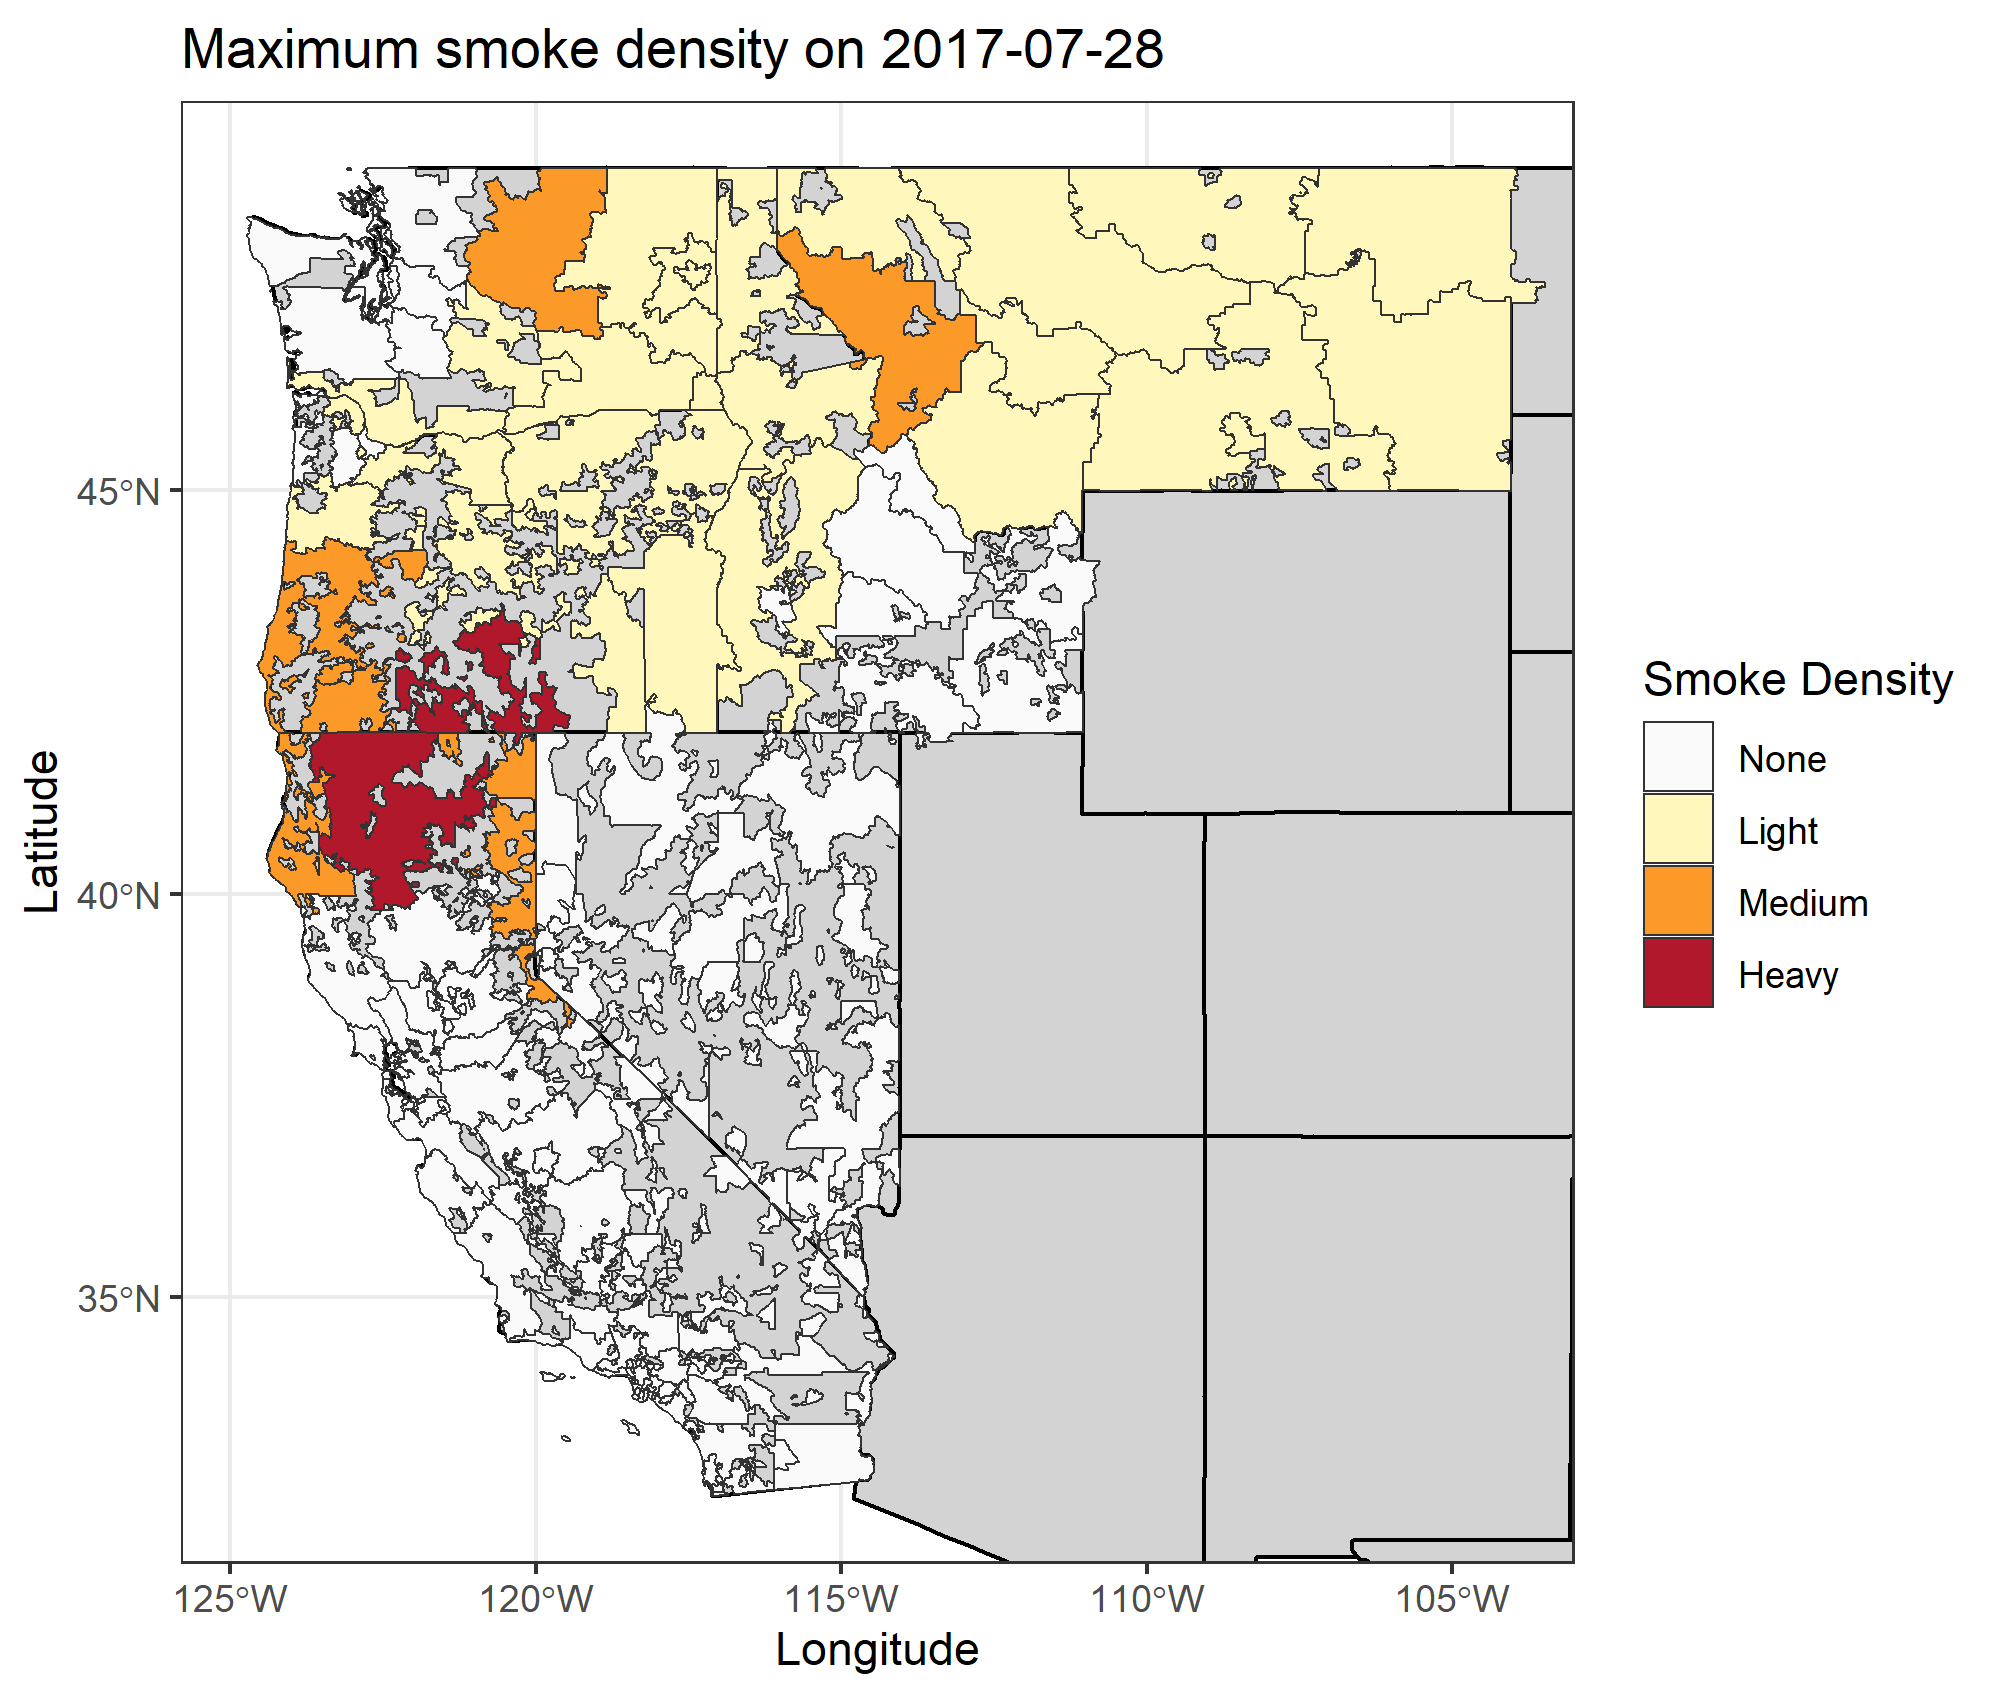 Maximum smoke density on 2017-07-28
45°N
40°N
35°N
Latitude
125°W
120°W
115°W
110°W
105°W
Longitude
Smoke Density
None
Light
Medium
Heavy